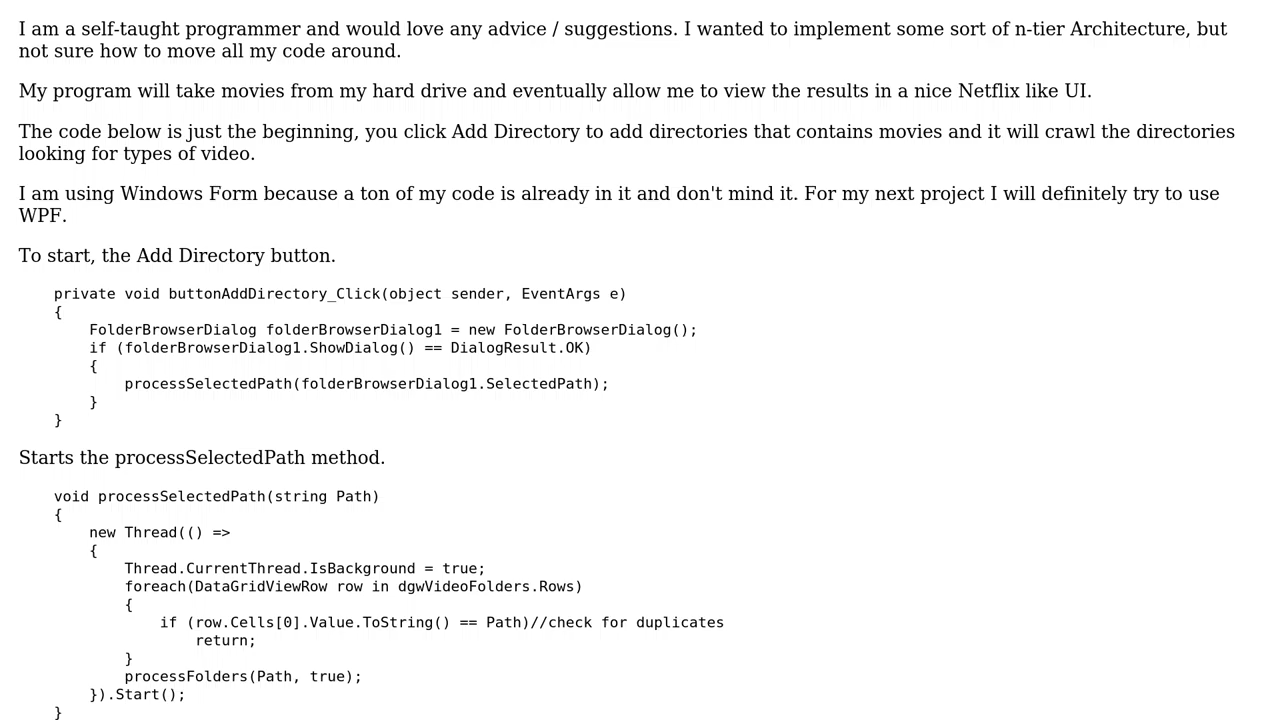 I am a self-taught programmer and would love any advice / suggestions. I wanted to implement some sort of n-tier Architecture, but
not sure how to move all my code around.
My program will take movies from my hard drive and eventually allow me to view the results in a nice Netflix like UI.
The code below is just the beginning, you click Add Directory to add directories that contains movies and it will crawl the directories
looking for types of video.
I am using Windows Form because a ton of my code is already in it and don't mind it. For my next project I will definitely try to use
WPF.
To start, the Add Directory button.
private void buttonAddDirectory_Click(object sender, EventArgs e)
{
    FolderBrowserDialog folderBrowserDialog1 = new FolderBrowserDialog();
    if (folderBrowserDialog1.ShowDialog() == DialogResult.OK)
    {
        processSelectedPath(folderBrowserDialog1.SelectedPath);
    }
}
Starts the processSelectedPath method.
void processSelectedPath(string Path)
{
    new Thread(() =>
    {
        Thread.CurrentThread.IsBackground = true;
        foreach(DataGridViewRow row in dgwVideoFolders.Rows)
        {
            if (row.Cells[0].Value.ToString() == Path)//check for duplicates
                return;
        }
        processFolders(Path, true);
    }).Start();
}